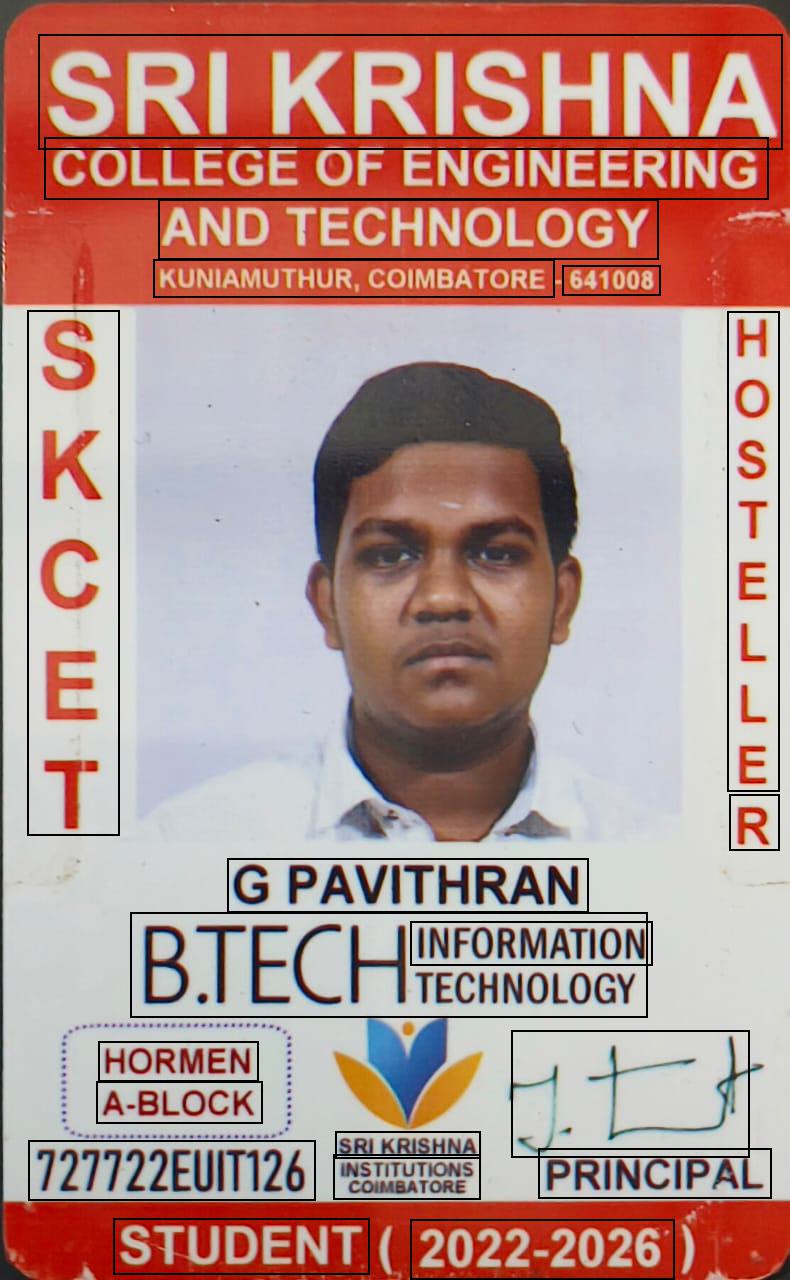 SRI KRISHNA
COLLEGE OF ENGINEERING
AND TECHNOLOGY
KUNIAMUTHUR, COIMBATORE - 641008
SKCET
HOSTELLER
G PAVITHRAN
B.TECH INFORMATION
TECHNOLOGY
HORMEN
A-BLOCK
727722EUIT126
SRI KRISHNA
INSTITUTIONS
COIMBATORE
PRINCIPAL
STUDENT ( 2022-2026 )